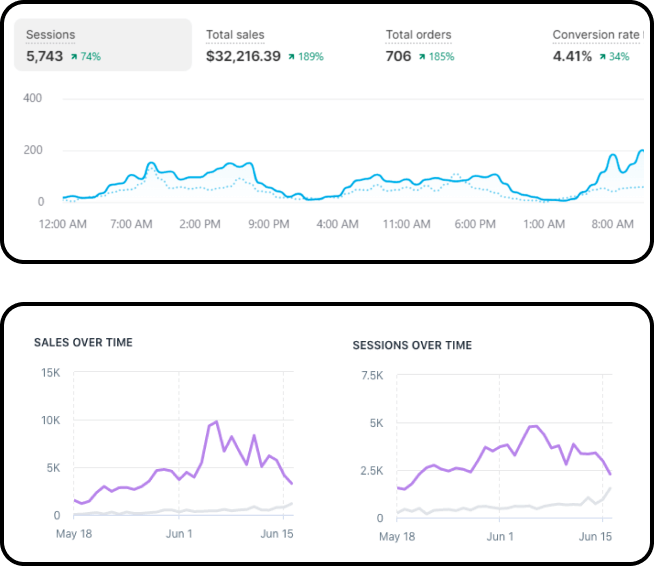 Sessions Total sales Total orders Conversion rate
5,743 74% $32,216.39 189% 706 185% 4.41% 34%
400
200
0
12:00 AM 7:00 AM 2:00 PM 9:00 PM 4:00 AM 11:00 AM 6:00 PM 1:00 AM 8:00 AM
SALES OVER TIME
15K
10K
5K
0
May 18 Jun 1 Jun 15
SESSIONS OVER TIME
7.5K
5K
2.5K
0
May 18 Jun 1 Jun 15